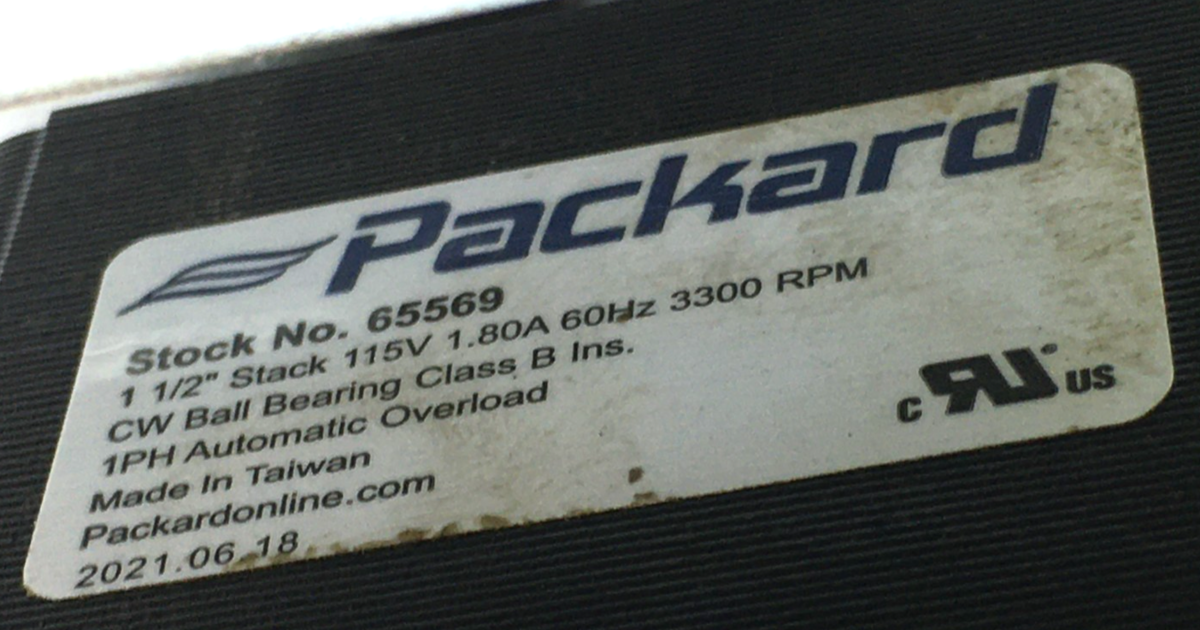 Packard
Stock No. 65569
1 1/2" Stack 115V 1.80A 60Hz 3300 RPM
CW Ball Bearing Class B Ins.
1PH Automatic Overload
Made In Taiwan
Packardonline.com
2021.06.18
c RU US